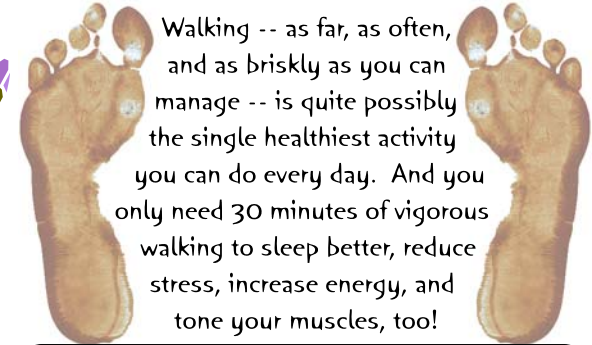 Walking -- as far, as often,
and as briskly as you can
manage -- is quite possibly
the single healthiest activity
you can do every day.  And you
only need 30 minutes of vigorous
walking to sleep better, reduce
stress, increase energy, and
tone your muscles, too!